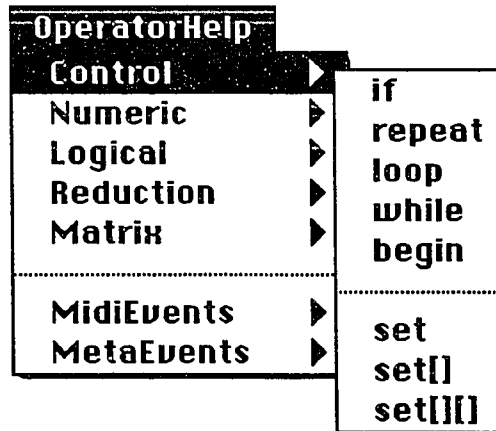 OperatorHelp
Control
Numeric
Logical
Reduction
Matrix
MidiEvents
MetaEvents
if
repeat
loop
while
begin
set
set[]
set[][]